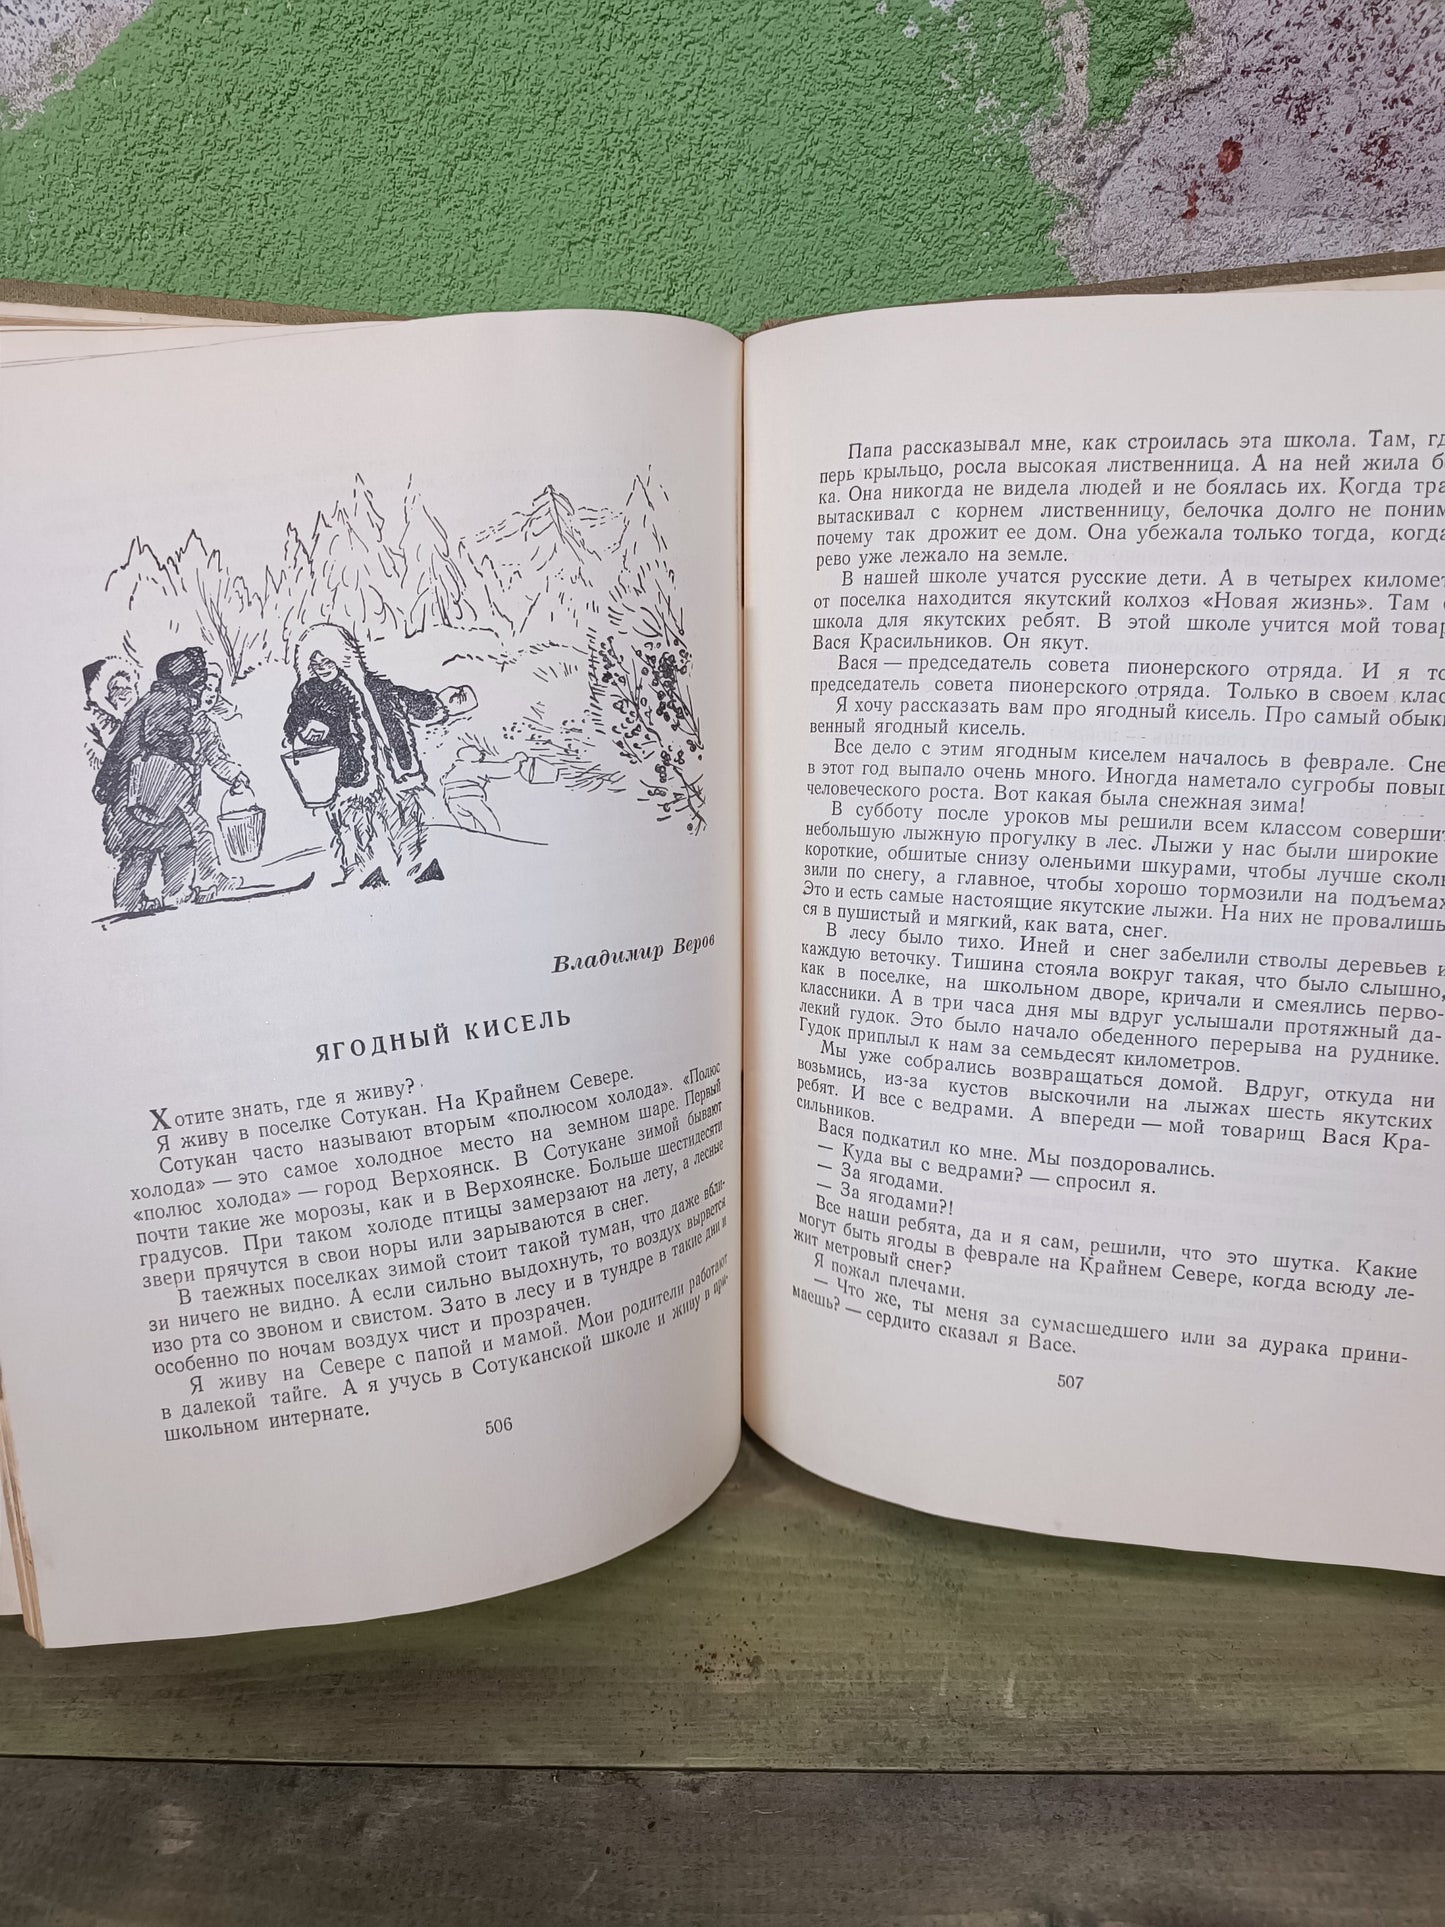 Владимир Веров
ЯГОДНЫЙ КИСЕЛЬ
Хотите знать, где я живу?
Я живу в поселке Сотукан. На Крайнем Севере.
Сотукан часто называют вторым «полюсом холода». «Полюс
холода» — это самое холодное место на земном шаре. Первый
«полюс холода» — город Верхоянск. В Сотукане зимой бывают
почти такие же морозы, как и в Верхоянске. Больше шестидесяти
градусов. При таком холоде птицы замерзают на лету, а лесные
звери прячутся в свои норы или зарываются в снег.
В таежных поселках зимой стоит такой туман, что даже вбли-
зи ничего не видно. А если сильно выдохнуть, то воздух вырвется
изо рта со звоном и свистом. Зато в лесу и в тундре в такие дни и
особенно по ночам воздух чист и прозрачен.
Я живу на Севере с папой и мамой. Мои родители работают
в далекой тайге. А я учусь в Сотуканской школе и живу в при-
школьном интернате.
506
Папа рассказывал мне, как строилась эта школа. Там, гд
перь крыльцо, росла высокая лиственница. А на ней жила б
ка. Она никогда не видела людей и не боялась их. Когда тра
вытаскивал с корнем лиственницу, белочка долго не поним
почему так дрожит ее дом. Она убежала только тогда, когда
рево уже лежало на земле.
В нашей школе учатся русские дети. А в четырех километ
от поселка находится якутский колхоз «Новая жизнь». Там
школа для якутских ребят. В этой школе учится мой товар
Вася Красильников. Он якут.
Вася — председатель совета пионерского отряда. И я то
председатель совета пионерского отряда. Только в своем клас
Я хочу рассказать вам про ягодный кисель. Про самый обык
венный ягодный кисель.
Все дело с этим ягодным киселем началось в феврале. Сне
в этот год выпало очень много. Иногда наметало сугробы повыш
человеческого роста. Вот какая была снежная зима!
В субботу после уроков мы решили всем классом совершит
небольшую лыжную прогулку в лес. Лыжи у нас были широкие
короткие, обшитые снизу оленьими шкурами, чтобы лучше сколь
зили по снегу, а главное, чтобы хорошо тормозили на подъемах
Это и есть самые настоящие якутские лыжи. На них не провалишь
ся в пушистый и мягкий, как вата, снег.
В лесу было тихо. Иней и снег забелили стволы деревьев и
каждую веточку. Тишина стояла вокруг такая, что было слышно,
как в поселке, на школьном дворе, кричали и смеялись перво-
классники. А в три часа дня мы вдруг услышали протяжный да-
лекий гудок. Это было начало обеденного перерыва на руднике.
Гудок приплыл к нам за семьдесят километров.
Мы уже собрались возвращаться домой. Вдруг, откуда ни
возьмись, из-за кустов выскочили на лыжах шесть якутских
ребят. И все с ведрами. А впереди — мой товарищ Вася Кра-
сильников.
Вася подкатил ко мне. Мы поздоровались.
— Куда вы с ведрами? — спросил я.
— За ягодами.
— За ягодами?!
Все наши ребята, да и я сам, решили, что это шутка. Какие
могут быть ягоды в феврале на Крайнем Севере, когда всюду ле-
жит метровый снег?
Я пожал плечами.
— Что же, ты меня за сумасшедшего или за дурака прини-
маешь? — сердито сказал я Васе.
507